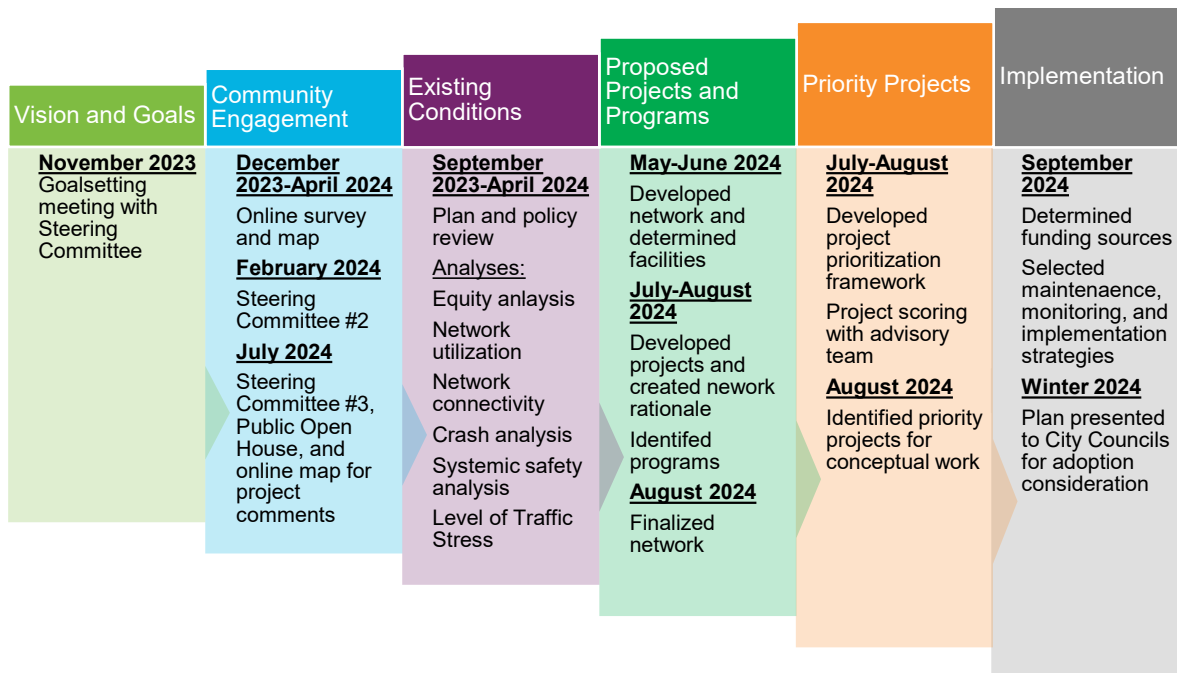 Vision and Goals
November 2023
Goalsetting
meeting with
Steering
Committee
Community
Engagement
December
2023-April 2024
Online survey
and map
February 2024
Steering
Committee #2
July 2024
Steering
Committee #3,
Public Open
House, and
online map for
project
comments
Existing
Conditions
September
2023-April 2024
Plan and policy
review
Analyses:
Equity anlaysis
Network
utilization
Network
connectivity
Crash analysis
Systemic safety
analysis
Level of Traffic
Stress
Proposed
Projects and
Programs
May-June 2024
Developed
network and
determined
facilities
July-August
2024
Developed
projects and
created nework
rationale
Identifed
programs
August 2024
Finalized
network
Priority Projects
July-August
2024
Developed
project
prioritization
framework
Project scoring
with advisory
team
August 2024
Identified priority
projects for
conceptual work
Implementation
September
2024
Determined
funding sources
Selected
maintenaence,
monitoring, and
implementation
strategies
Winter 2024
Plan presented
to City Councils
for adoption
consideration